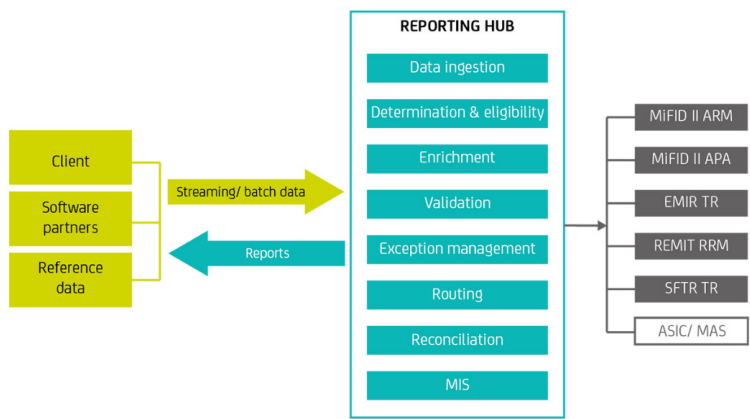 REPORTING HUB
Data ingestion
Determination & eligibility
Enrichment
Validation
Exception management
Routing
Reconciliation
MIS
Client
Software
partners
Reference
data
Streaming/ batch data
Reports
MiFID II ARM
MiFID II APA
EMIR TR
REMIT RRM
SFTR TR
ASIC/ MAS